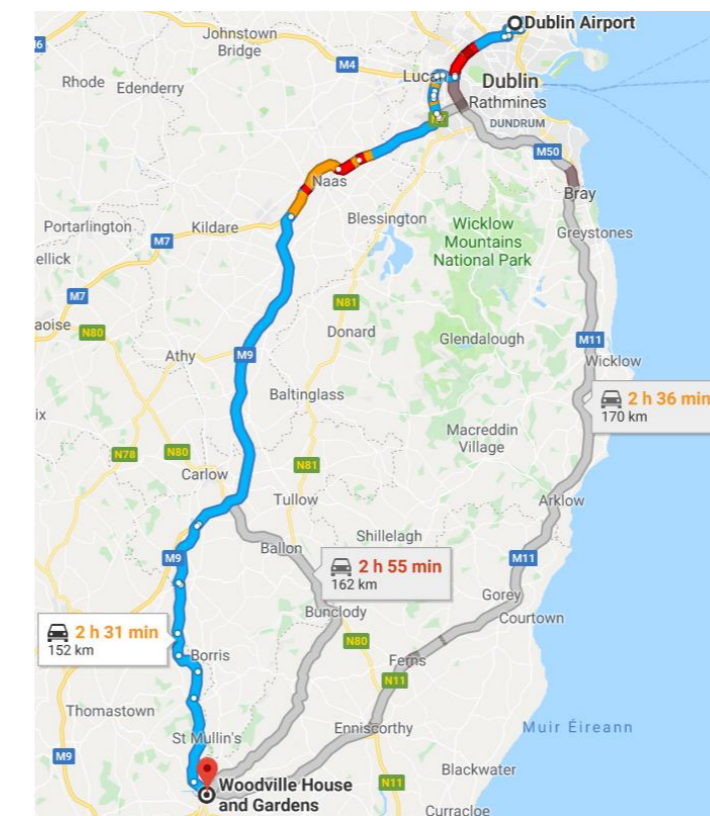 Dublin Airport
Johnstown
Bridge
M4
Lucan
Dublin
Rhode
Edenderry
Rathmines
N7
DUNDRUM
M50
Naas
Bray
Blessington
Wicklow
Mountains
National Park
Portarlington
Kildare
Greystones
M7
ellick
N81
M7
aoise
N80
Donard
Glendalough
M11
Athy
M9
Wicklow
Baltinglass
2 h 36 min
170 km
ix
Macreddin
Village
N78
N80
N81
Carlow
Tullow
Arklow
Shillelagh
Ballon
M9
2 h 55 min
162 km
M11
Gorey
Bunclody
Courtown
2 h 31 min
152 km
N80
Borris
Ferns
N11
Thomastown
St Mullin's
Enniscorthy
Muir Éireann
M9
Blackwater
Woodville House
and Gardens
N11
Curracloe